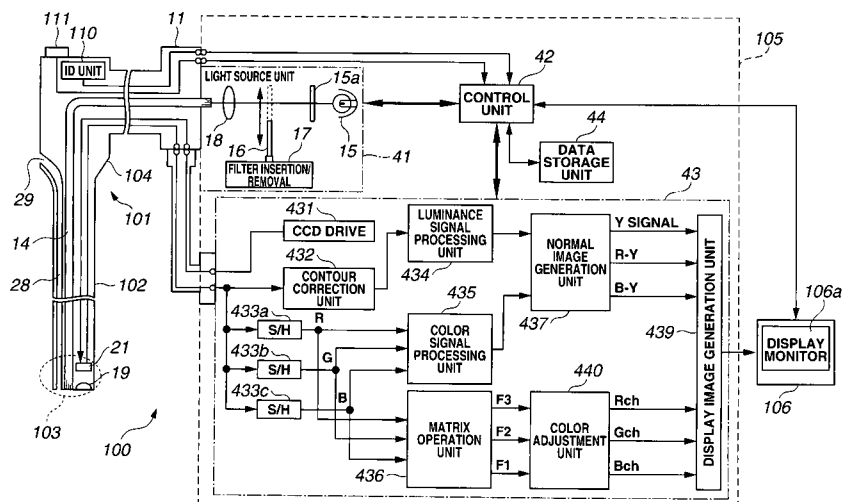 111
110
11
ID UNIT
105
LIGHT SOURCE UNIT
15a
42
CONTROL
UNIT
18
16
17
15
44
DATA
STORAGE
UNIT
FILTER INSERTION/
REMOVAL
41
29
104
101
43
431
CCD DRIVE
LUMINANCE SIGNAL
PROCESSING
UNIT
434
Y SIGNAL
14
432
CONTOUR
CORRECTION
UNIT
NORMAL
IMAGE
GENERATION
UNIT
437
R-Y
B-Y
28
102
433a
S/H
R
435
COLOR
SIGNAL
PROCESSING
UNIT
439
DISPLAY IMAGE GENERATION UNIT
106a
DISPLAY
MONITOR
106
433b
S/H
G
21
19
433c
S/H
B
440
103
100
MATRIX
OPERATION
UNIT
436
F3
F2
F1
COLOR
ADJUSTMENT
UNIT
Rch
Gch
Bch